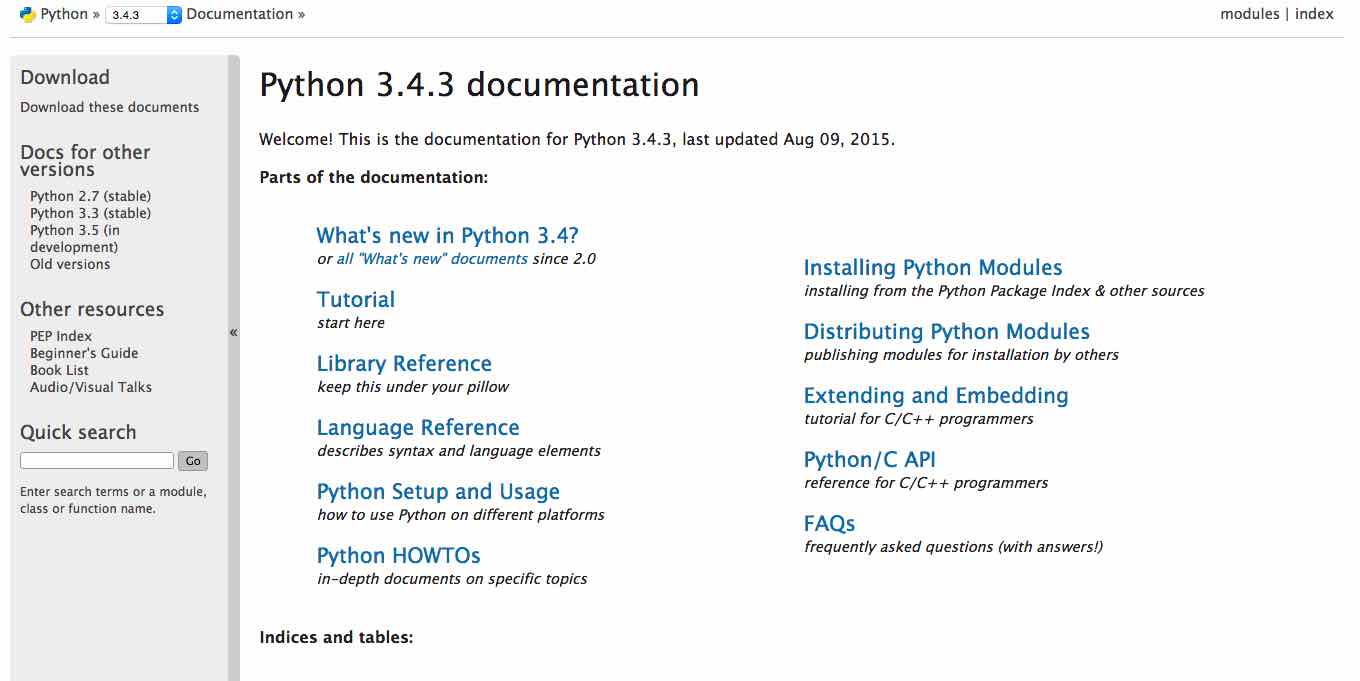 Python » 3.4.3 Documentation »
modules | index
Download
Download these documents
Docs for other
versions
Python 2.7 (stable)
Python 3.3 (stable)
Python 3.5 (in
development)
Old versions
Other resources
PEP Index
Beginner's Guide
Book List
Audio/Visual Talks
Quick search
Go
Enter search terms or a module,
class or function name.
«
Python 3.4.3 documentation
Welcome! This is the documentation for Python 3.4.3, last updated Aug 09, 2015.
Parts of the documentation:
What's new in Python 3.4?
or all "What's new" documents since 2.0
Tutorial
start here
Library Reference
keep this under your pillow
Language Reference
describes syntax and language elements
Python Setup and Usage
how to use Python on different platforms
Python HOWTOs
in-depth documents on specific topics
Installing Python Modules
installing from the Python Package Index & other sources
Distributing Python Modules
publishing modules for installation by others
Extending and Embedding
tutorial for C/C++ programmers
Python/C API
reference for C/C++ programmers
FAQs
frequently asked questions (with answers!)
Indices and tables: